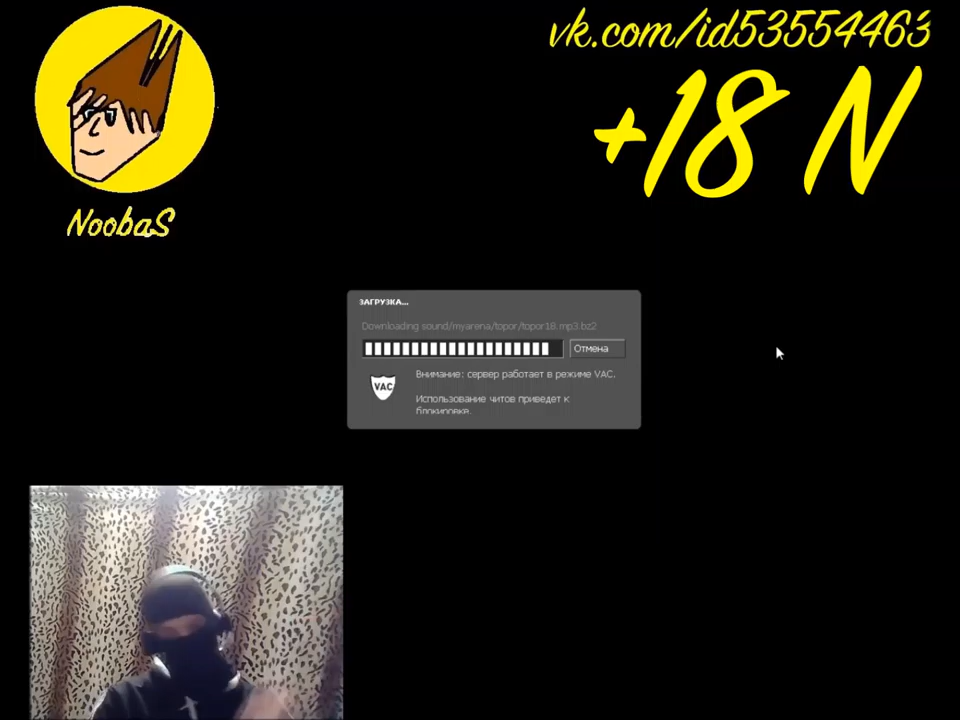 vk.com/id53554463
+18 N
NoobaS
ЗАГРУЗКА...
Downloading sound/myarena/topor/topor18.mp3.bz2
Отмена
Внимание: сервер работает в режиме VAC.
VAC
Использование читов приведет к
блокировке.